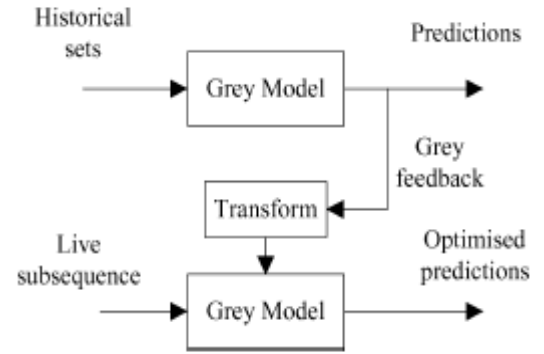 Historical
sets
Predictions
Grey Model
Grey
feedback
Transform
Live
subsequence
Optimised
predictions
Grey Model